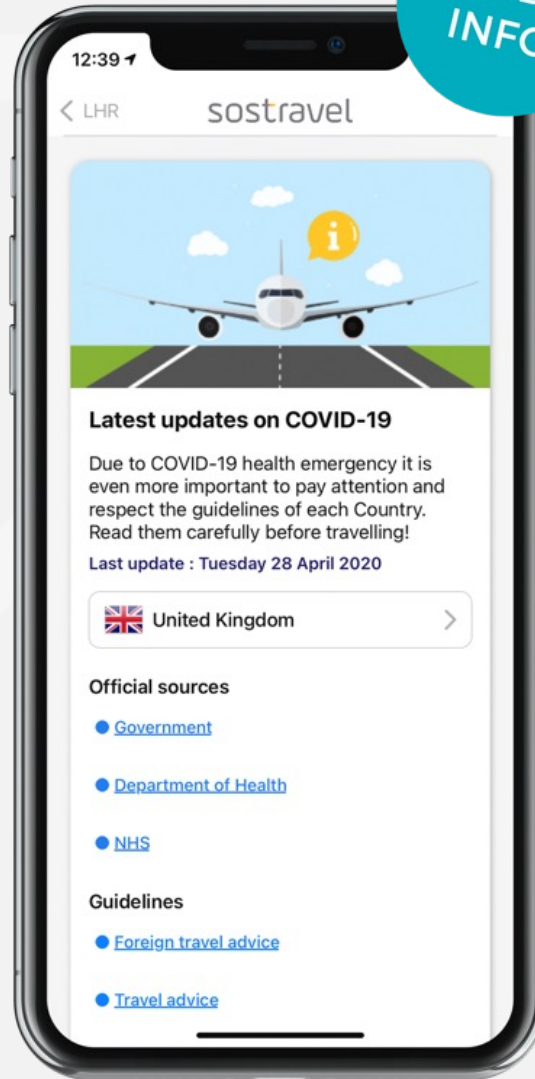 INFO
12:39
LHR
sostravel
i
Latest updates on COVID-19
Due to COVID-19 health emergency it is
even more important to pay attention and
respect the guidelines of each Country.
Read them carefully before travelling!
Last update : Tuesday 28 April 2020
United Kingdom
Official sources
Government
Department of Health
NHS
Guidelines
Foreign travel advice
Travel advice